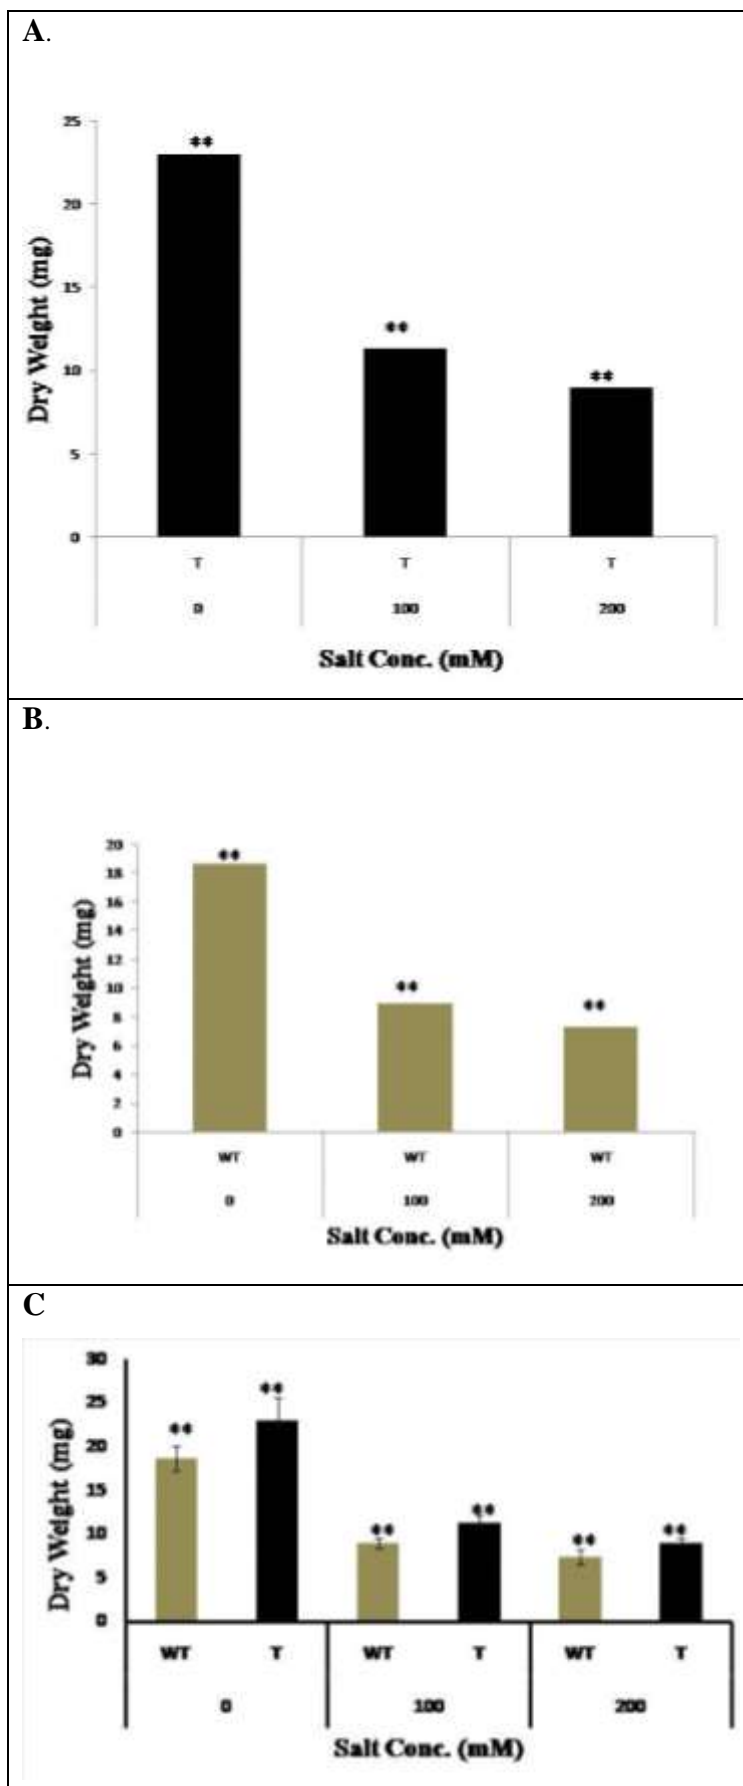 A.
25
**
20
15
**
10
**
5
0
Dry Weight (mg)
T T T
0 100 200
Salt Conc. (mM)
B.
20
**
18
16
14
12
10
**
8
**
6
4
2
0
Dry Weight (mg)
WT WT WT
0 100 200
Salt Conc. (mM)
C
30
25
**
**
20
15
**
10
**
**
**
5
0
Dry Weight (mg)
WT T WT T WT T
0 100 200
Salt Conc. (mM)